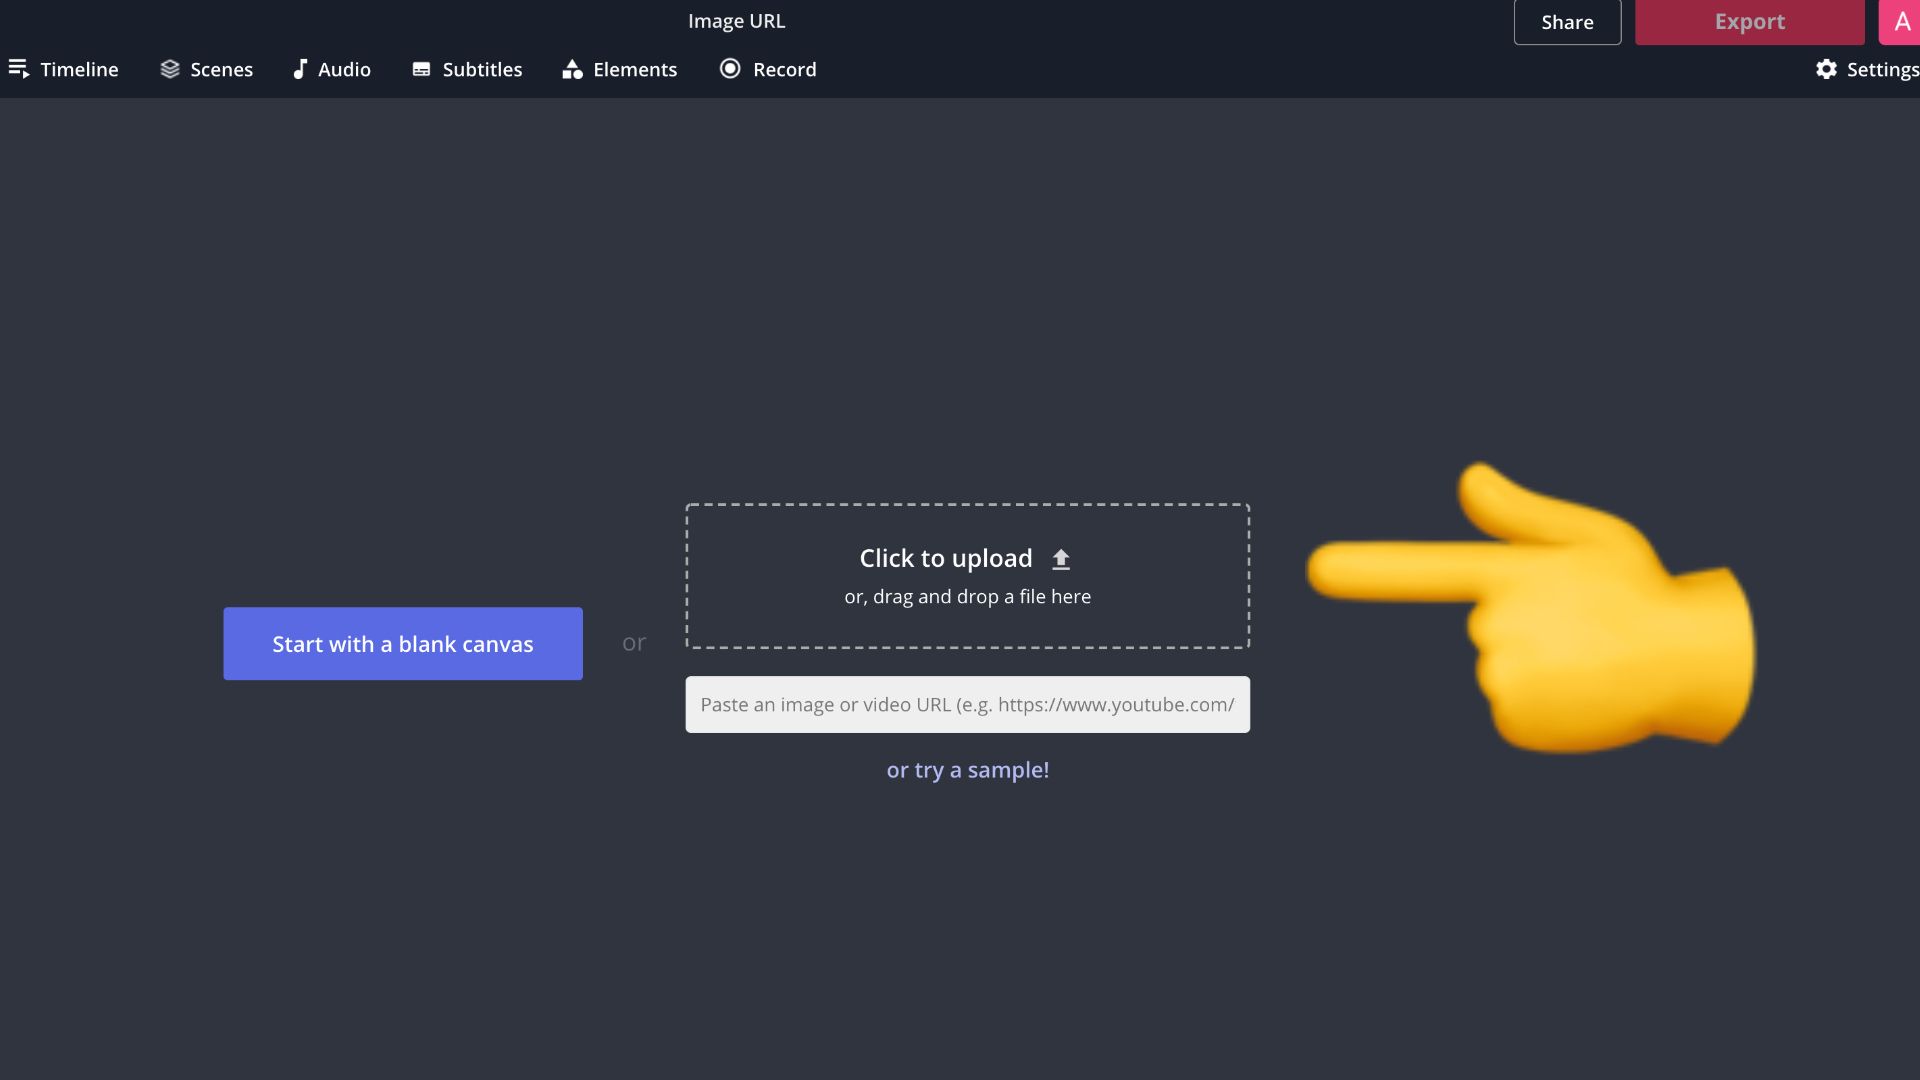 Image URL
Share
Export
A
Timeline
Scenes
Audio
Subtitles
Elements
Record
Settings
Click to upload
or, drag and drop a file here
Start with a blank canvas
or
Paste an image or video URL (e.g. https://www.youtube.com/
or try a sample!